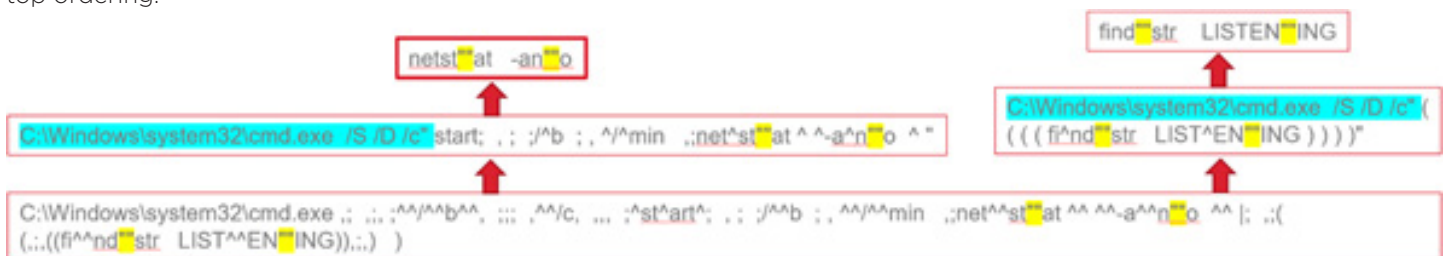 top ordering.
find""str LISTEN""ING
netst""at -an""o
C:\Windows\system32\cmd.exe /S /D /c" (
( ( ( fi^nd""str LIST^EN""ING ) ) ) )"
C:\Windows\system32\cmd.exe /S /D /c" start; , ; ;/^b ; , ^/^min ,;net^st""at ^ ^-a^n""o ^ "
C:\Windows\system32\cmd.exe ,; ,;, ;^^/^^b^^, ;;; ,^^/c, ,,, ;^st^art^; , ; ;/^^b ; , ^^/^^min ,;net^^st""at ^^ ^^-a^^n""o ^^ |; ,;(
(,;,((fi^^nd""str LIST^^EN""ING)),;,) )